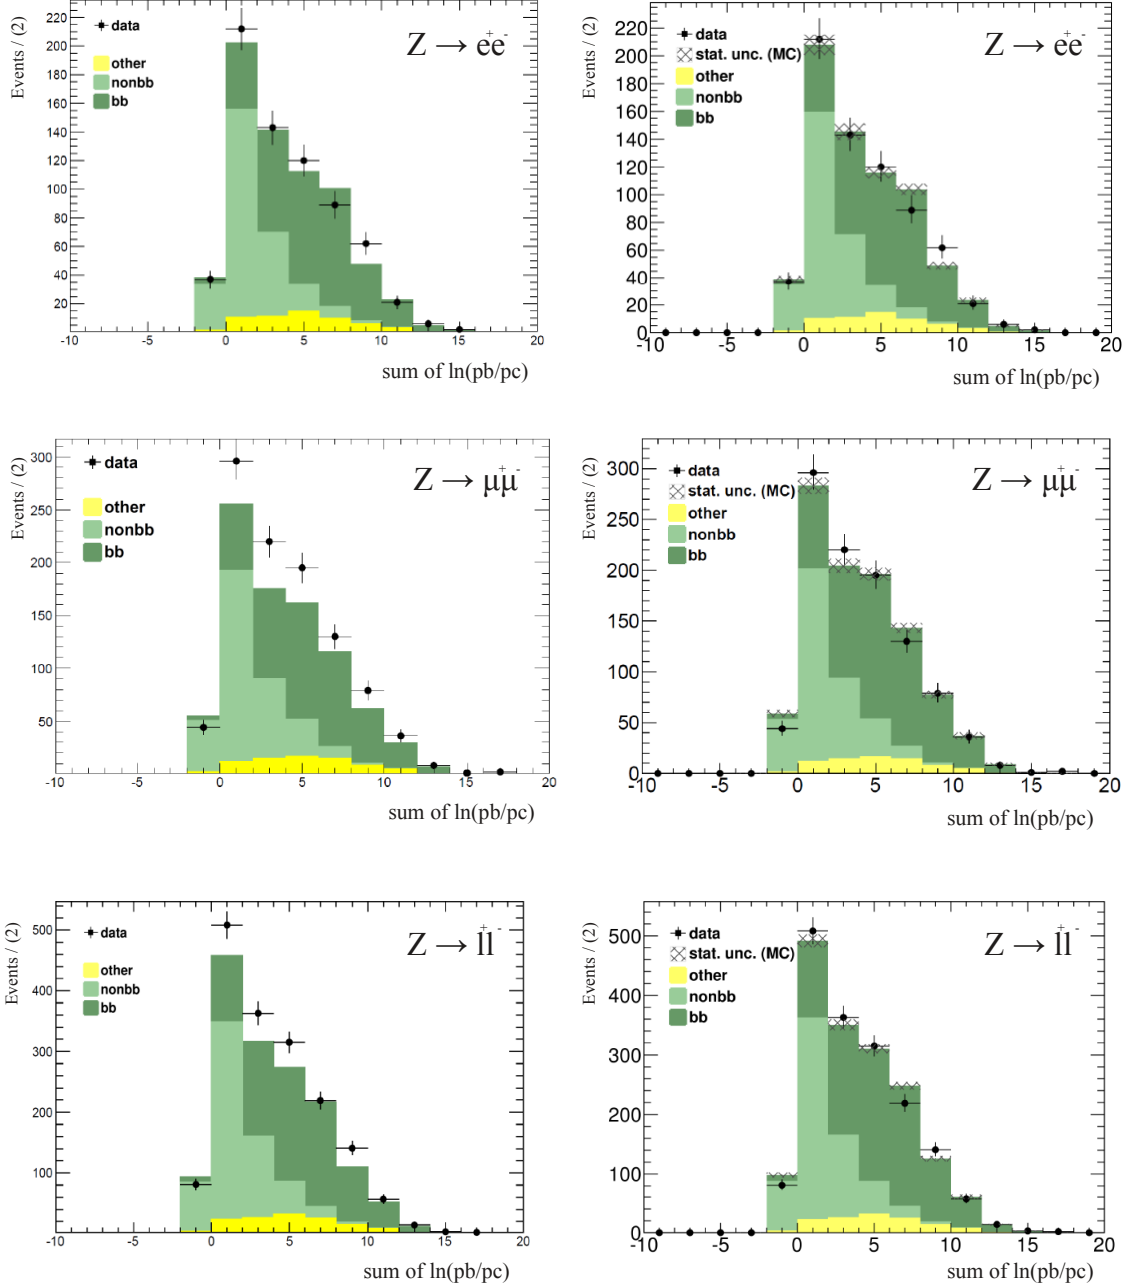 Events / (2)
220
200
180
160
140
120
100
80
60
40
20
-10 -5 0 5 10 15 20
data
other
nonbb
bb
Z → e⁺e⁻
sum of ln(pb/pc)
Events / (2)
220
200
180
160
140
120
100
80
60
40
20
0
-10 -5 0 5 10 15 20
data
stat. unc. (MC)
other
nonbb
bb
Z → e⁺e⁻
sum of ln(pb/pc)
Events / (2)
300
250
200
150
100
50
-10 -5 0 5 10 15 20
data
other
nonbb
bb
Z → μ⁺μ⁻
sum of ln(pb/pc)
Events / (2)
300
250
200
150
100
50
0
-10 -5 0 5 10 15 20
data
stat. unc. (MC)
other
nonbb
bb
Z → μ⁺μ⁻
sum of ln(pb/pc)
Events / (2)
500
400
300
200
100
-10 -5 0 5 10 15 20
data
other
nonbb
bb
Z → l⁺l⁻
sum of ln(pb/pc)
Events / (2)
500
400
300
200
100
0
-10 -5 0 5 10 15 20
data
stat. unc. (MC)
other
nonbb
bb
Z → l⁺l⁻
sum of ln(pb/pc)